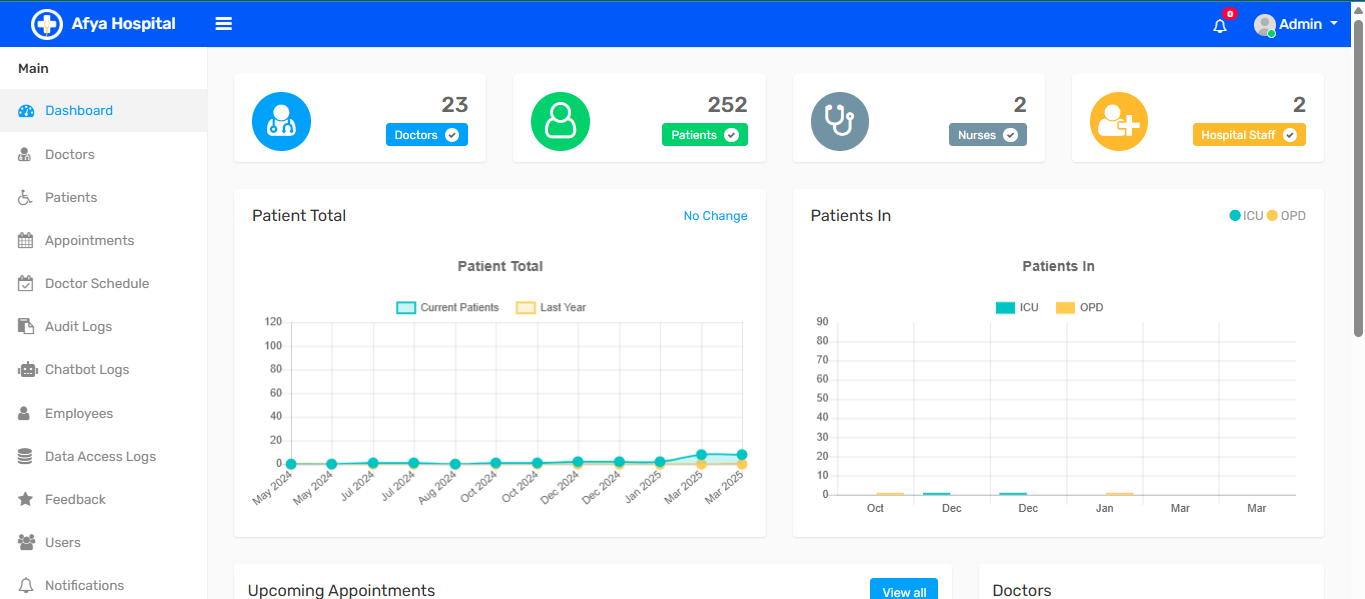 Afya Hospital
0
Admin
Main
Dashboard
Doctors
Patients
Appointments
Doctor Schedule
Audit Logs
Chatbot Logs
Employees
Data Access Logs
Feedback
Users
Notifications
23
Doctors
252
Patients
2
Nurses
2
Hospital Staff
Patient Total
No Change
Patient Total
Current Patients
Last Year
120
100
80
60
40
20
0
May 2024
May 2024
Jul 2024
Jul 2024
Aug 2024
Oct 2024
Oct 2024
Dec 2024
Dec 2024
Jan 2025
Mar 2025
Mar 2025
Patients In
ICU
OPD
Patients In
ICU
OPD
90
80
70
60
50
40
30
20
10
0
Oct
Dec
Dec
Jan
Mar
Mar
Upcoming Appointments
View all
Doctors